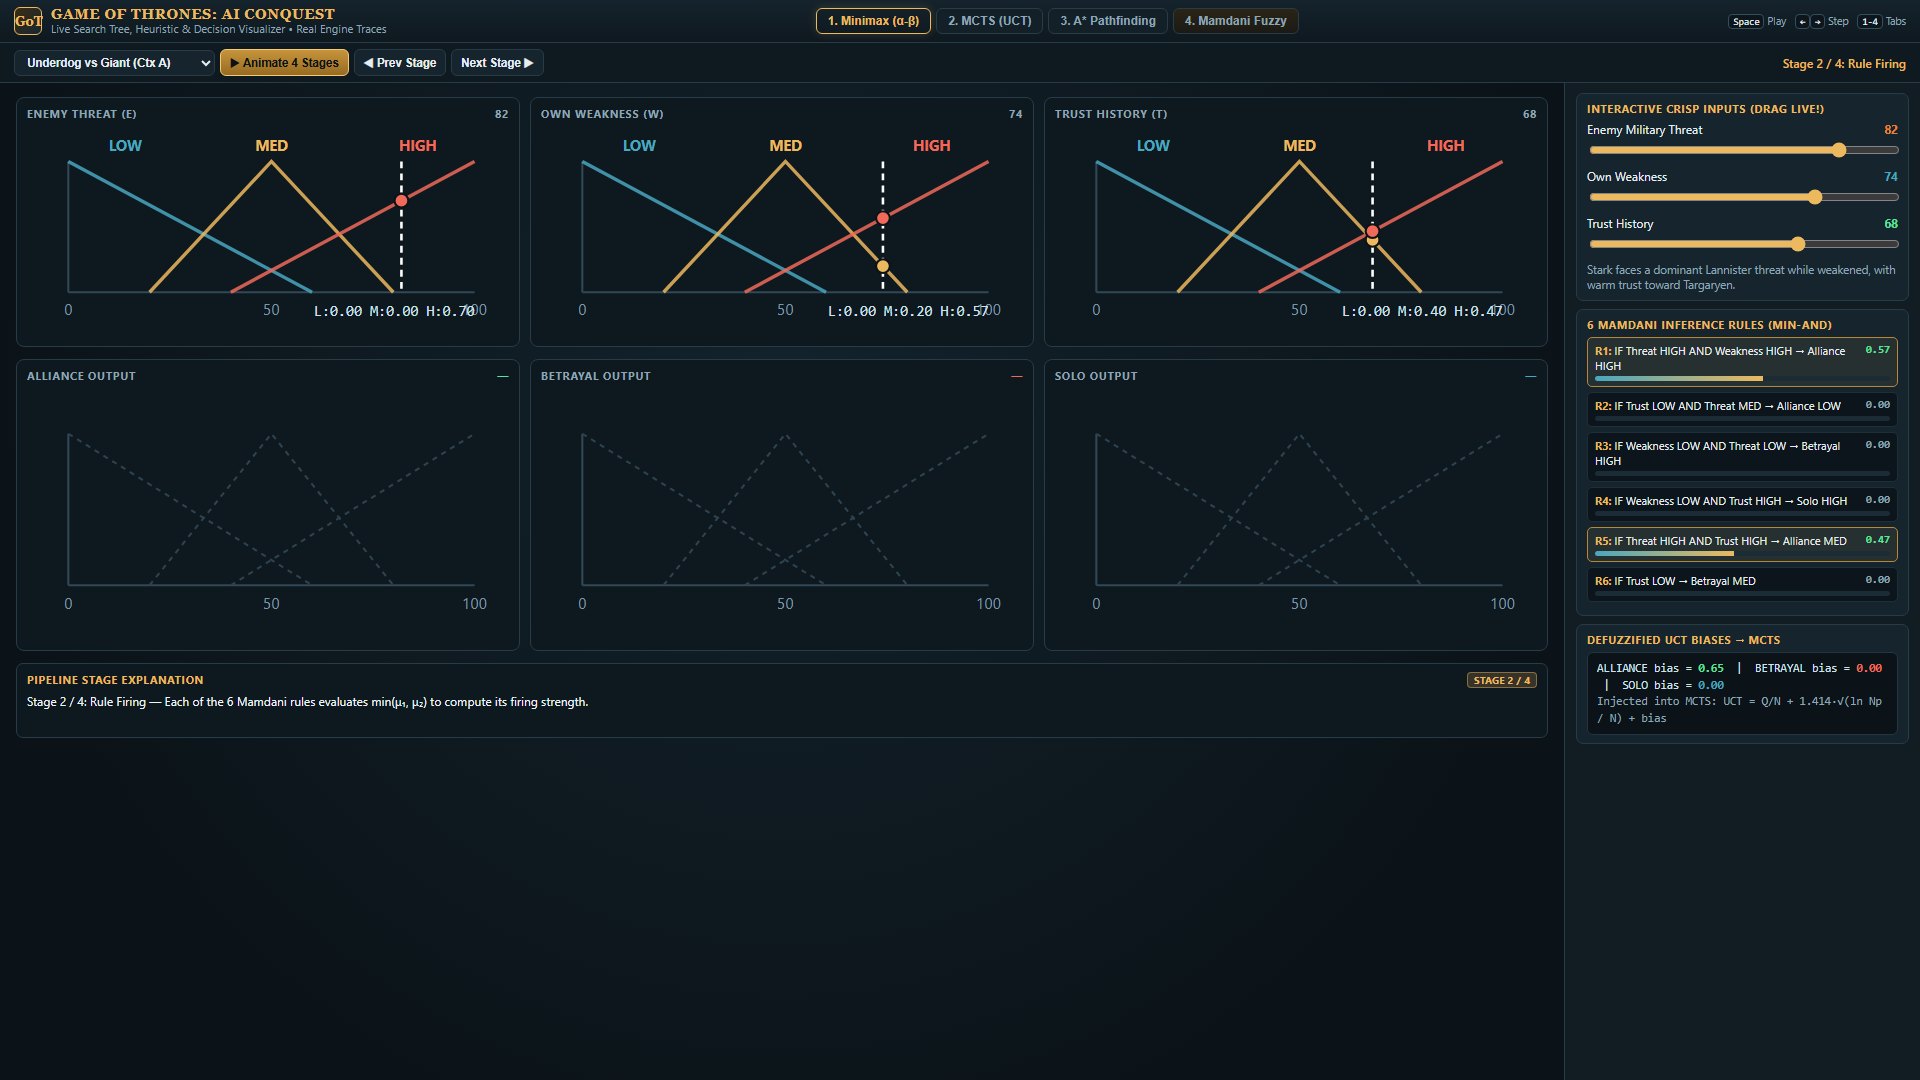 GoT
GAME OF THRONES: AI CONQUEST
Live Search Tree, Heuristic & Decision Visualizer • Real Engine Traces
1. Minimax (α-β)
2. MCTS (UCT)
3. A* Pathfinding
4. Mamdani Fuzzy
Space Play ← → Step 1-4 Tabs
Underdog vs Giant (Ctx A)
▶ Animate 4 Stages
◀ Prev Stage
Next Stage ▶
Stage 2 / 4: Rule Firing
ENEMY THREAT (E) 82
LOW MED HIGH
0 50 100
L:0.00 M:0.00 H:0.70
OWN WEAKNESS (W) 74
LOW MED HIGH
0 50 100
L:0.00 M:0.20 H:0.57
TRUST HISTORY (T) 68
LOW MED HIGH
0 50 100
L:0.00 M:0.40 H:0.47
ALLIANCE OUTPUT —
0 50 100
BETRAYAL OUTPUT —
0 50 100
SOLO OUTPUT —
0 50 100
PIPELINE STAGE EXPLANATION
STAGE 2 / 4
Stage 2 / 4: Rule Firing — Each of the 6 Mamdani rules evaluates min(μ₁, μ₂) to compute its firing strength.
INTERACTIVE CRISP INPUTS (DRAG LIVE!)
Enemy Military Threat 82
Own Weakness 74
Trust History 68
Stark faces a dominant Lannister threat while weakened, with
warm trust toward Targaryen.
6 MAMDANI INFERENCE RULES (MIN-AND)
R1: IF Threat HIGH AND Weakness HIGH → Alliance 0.57
HIGH
R2: IF Trust LOW AND Threat MED → Alliance LOW 0.00
R3: IF Weakness LOW AND Threat LOW → Betrayal 0.00
HIGH
R4: IF Weakness LOW AND Trust HIGH → Solo HIGH 0.00
R5: IF Threat HIGH AND Trust HIGH → Alliance MED 0.47
R6: IF Trust LOW → Betrayal MED 0.00
DEFUZZIFIED UCT BIASES → MCTS
ALLIANCE bias = 0.65 | BETRAYAL bias = 0.00
| SOLO bias = 0.00
Injected into MCTS: UCT = Q/N + 1.414·√(ln Np
/ N) + bias